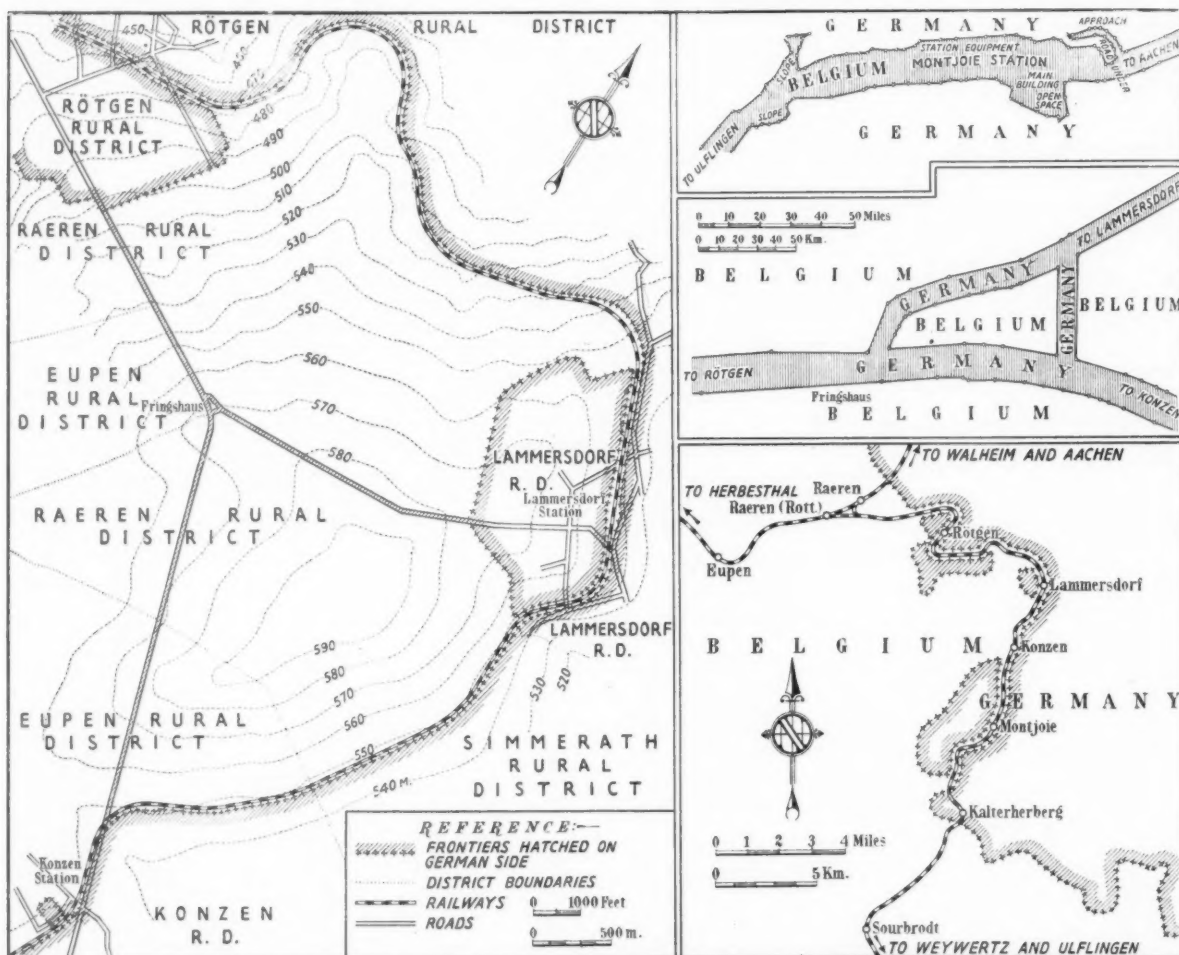 RÖTGEN RURAL DISTRICT
450
460
470
480
490
500
510
520
530
540
550
560
570
580
RÖTGEN
RURAL
DISTRICT
RAEREN RURAL
DISTRICT
EUPEN
RURAL
DISTRICT
Fringshaus
LAMMERSDORF
R. D.
Lammersdorf
Station
RAEREN RURAL
DISTRICT
LAMMERSDORF
R.D.
590
580
570
560
550
540 M.
530
520
EUPEN RURAL
DISTRICT
SIMMERATH
RURAL
DISTRICT
Konzen
Station
KONZEN
R. D.
REFERENCE:—
FRONTIERS HATCHED ON
GERMAN SIDE
DISTRICT BOUNDARIES
RAILWAYS
ROADS
0 1000 Feet
0 500 m.
GERMANY
APPROACH
ROAD UNDER
STATION EQUIPMENT
MONTJOIE STATION
BELGIUM
SLOPE
SLOPE
MAIN
BUILDING
OPEN
SPACE
TO AACHEN
TO ULFLINGEN
GERMANY
0 10 20 30 40 50 Miles
0 10 20 30 40 50 Km.
BELGIUM
TO LAMMERSDORF
GERMANY
GERMANY
BELGIUM
BELGIUM
TO RÖTGEN
GERMANY
TO KONZEN
Fringshaus
BELGIUM
TO WALHEIM AND AACHEN
TO HERBESTHAL
Raeren
Raeren (Rott.)
Rötgen
Eupen
Lammersdorf
BELGIUM
Konzen
GERMANY
Montjoie
Kalterherberg
0 1 2 3 4 Miles
0 5 Km.
Sourbrodt
TO WEYWERTZ AND ULFLINGEN